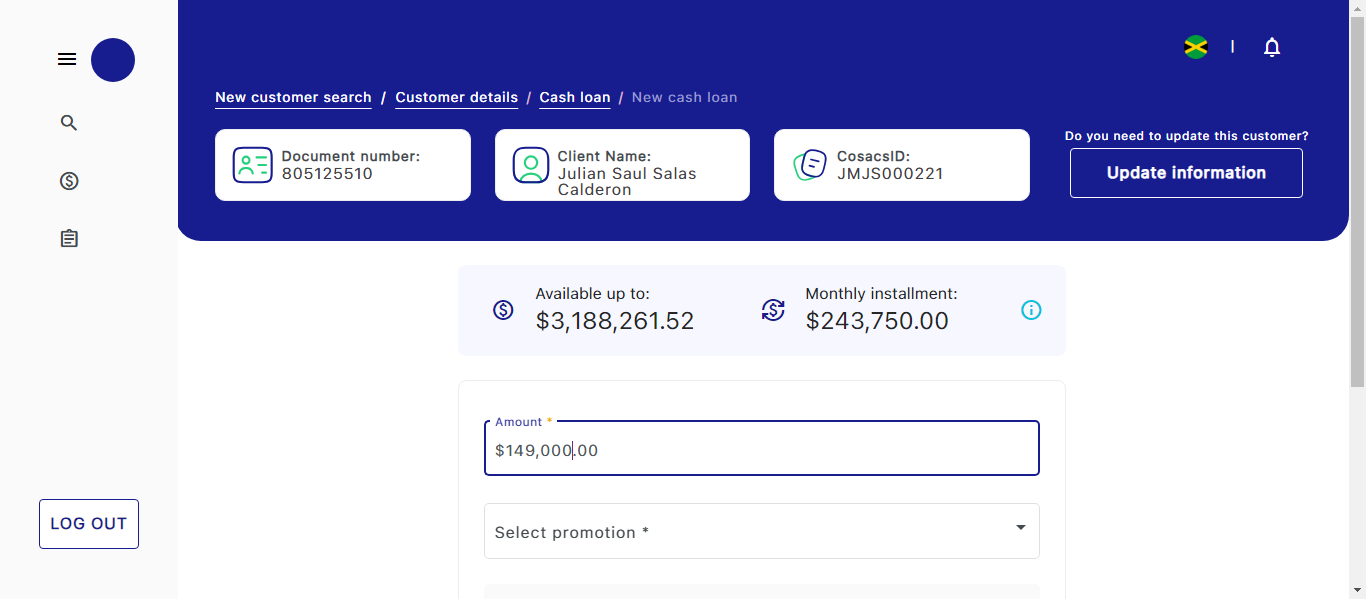 New customer search / Customer details / Cash loan / New cash loan
Document number:
805125510
Client Name:
Julian Saul Salas
Calderon
CosacsID:
JMJS000221
Do you need to update this customer?
Update information
Available up to:
$3,188,261.52
Monthly installment:
$243,750.00
Amount *
$149,000.00
Select promotion *
LOG OUT